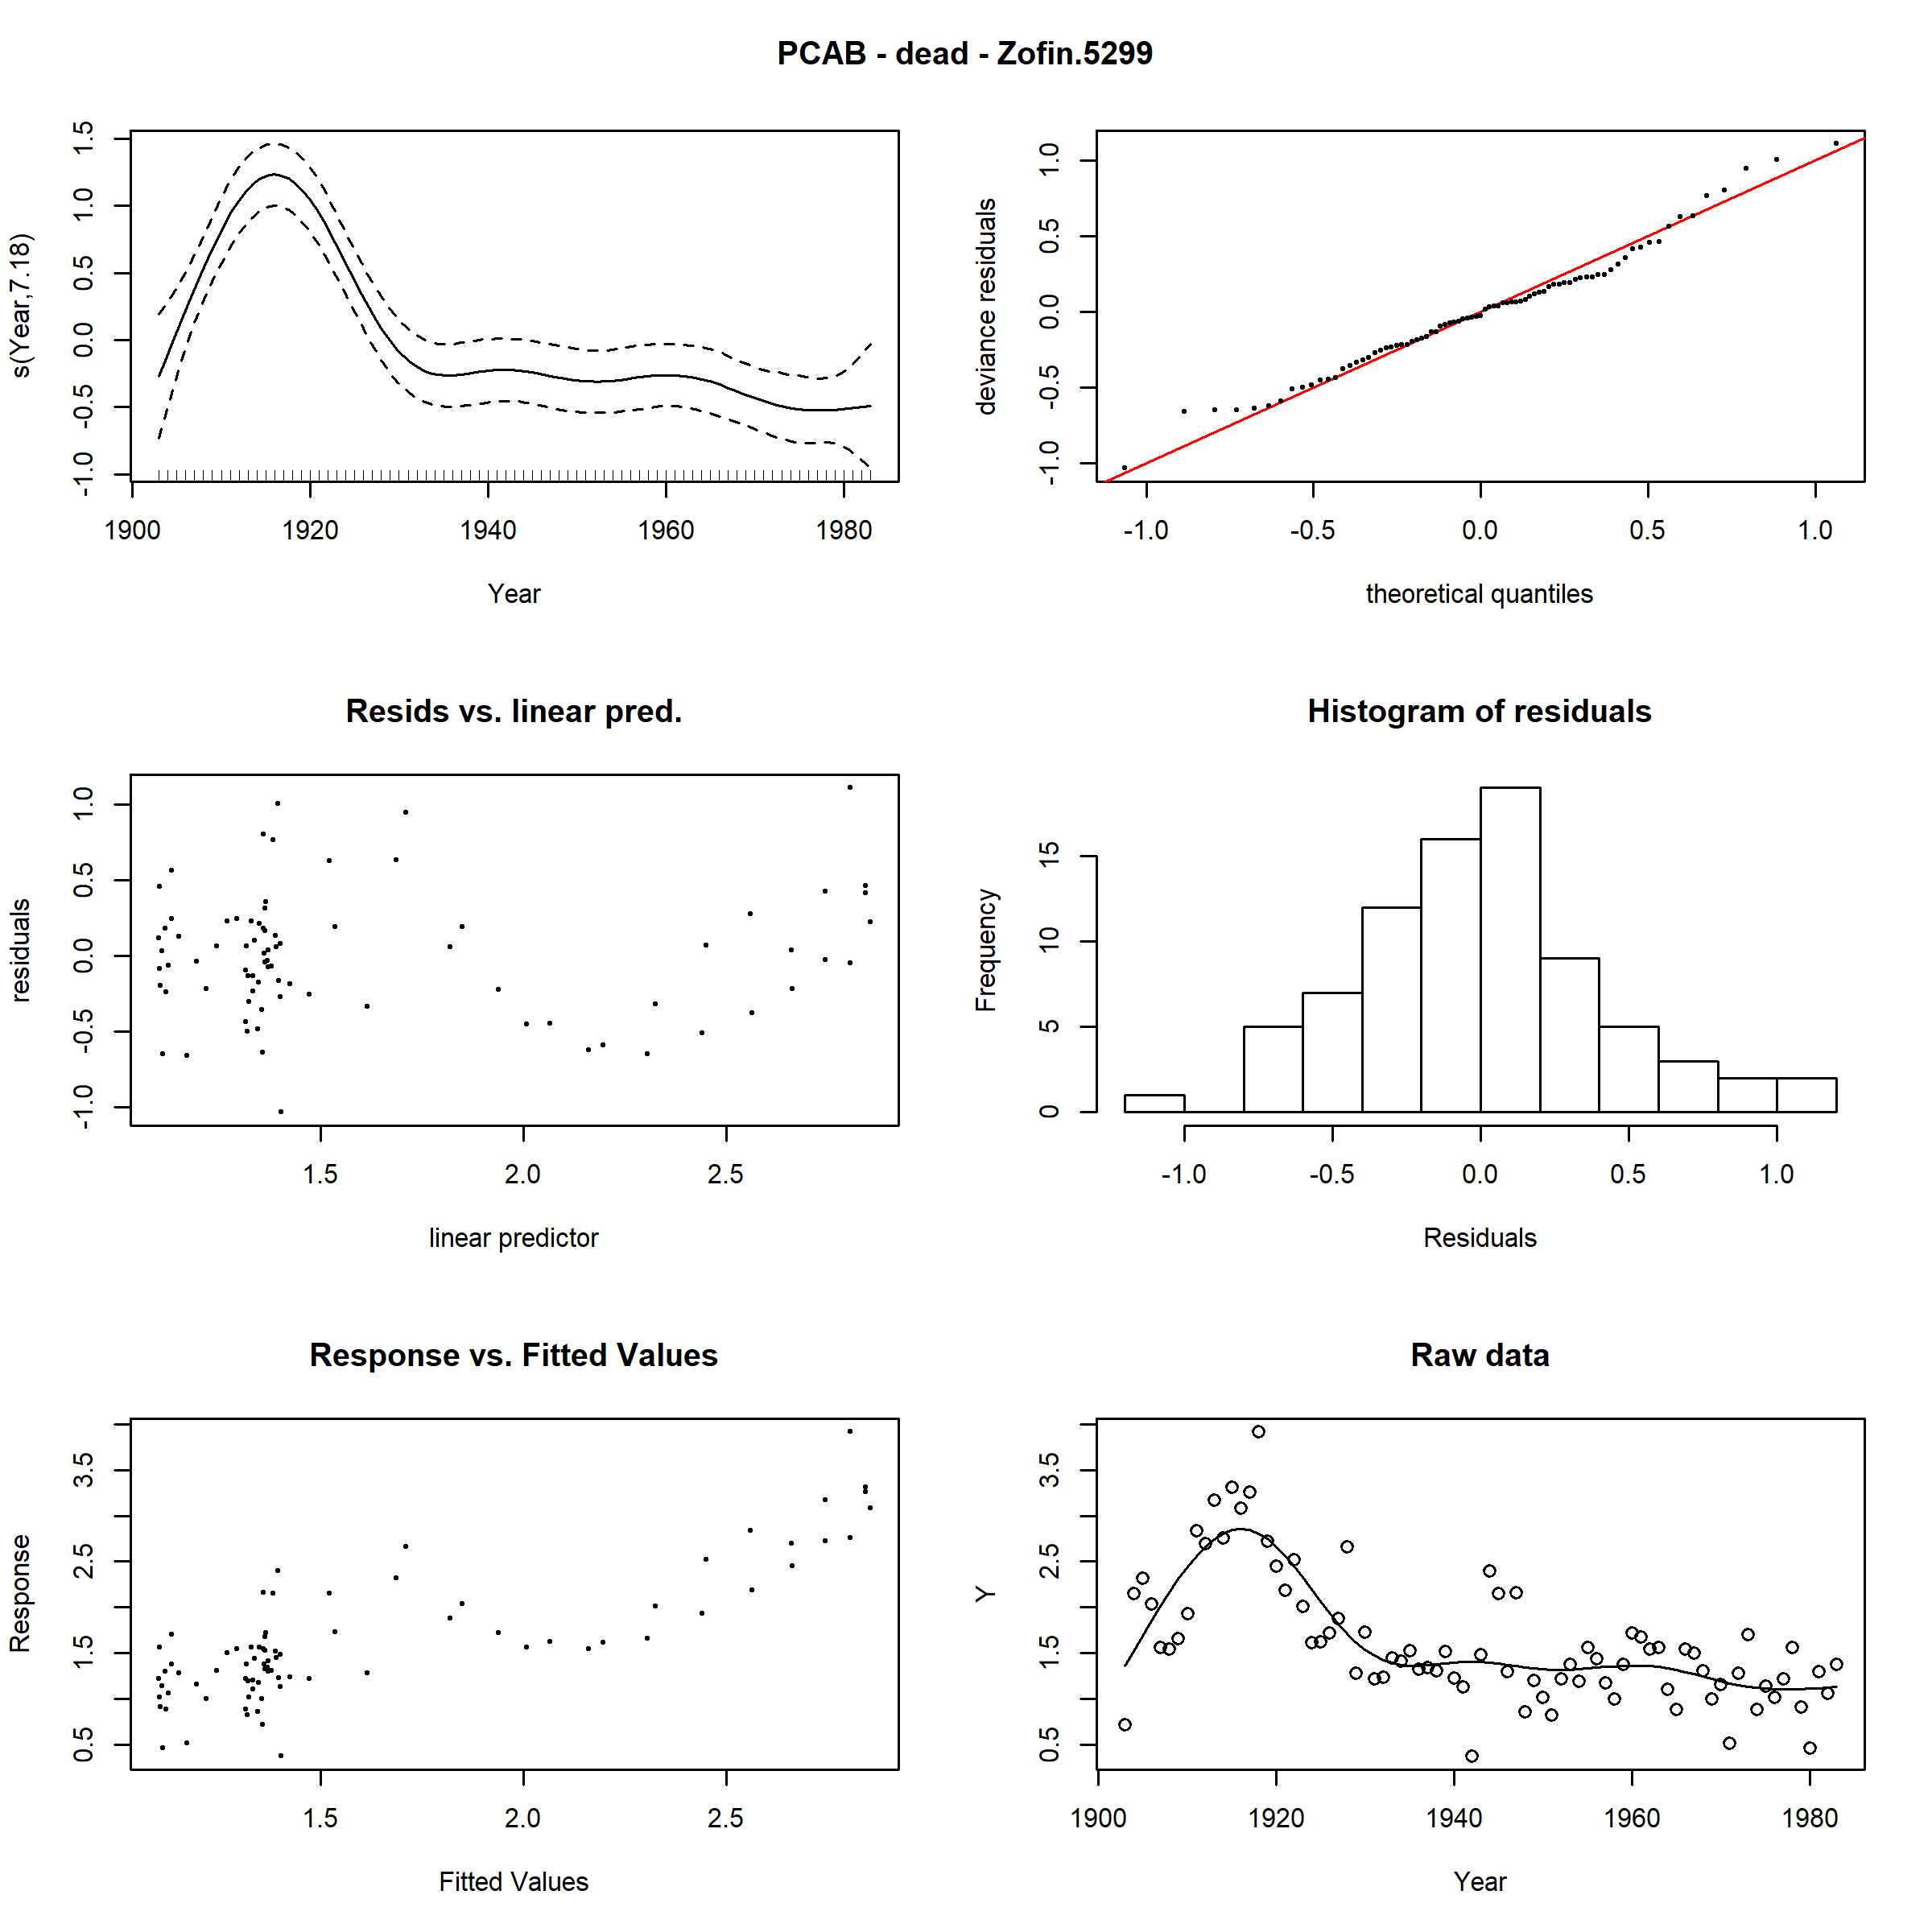 PCAB - dead - Zofin.5299
s(Year,7.18)
-1.0 -0.5 0.0 0.5 1.0 1.5
1900 1920 1940 1960 1980
Year
deviance residuals
-1.0 -0.5 0.0 0.5 1.0
-1.0 -0.5 0.0 0.5 1.0
theoretical quantiles
Resids vs. linear pred.
residuals
-1.0 -0.5 0.0 0.5 1.0
1.5 2.0 2.5
linear predictor
Histogram of residuals
Frequency
0 5 10 15
-1.0 -0.5 0.0 0.5 1.0
Residuals
Response vs. Fitted Values
Response
0.5 1.5 2.5 3.5
1.5 2.0 2.5
Fitted Values
Raw data
Y
0.5 1.5 2.5 3.5
1900 1920 1940 1960 1980
Year